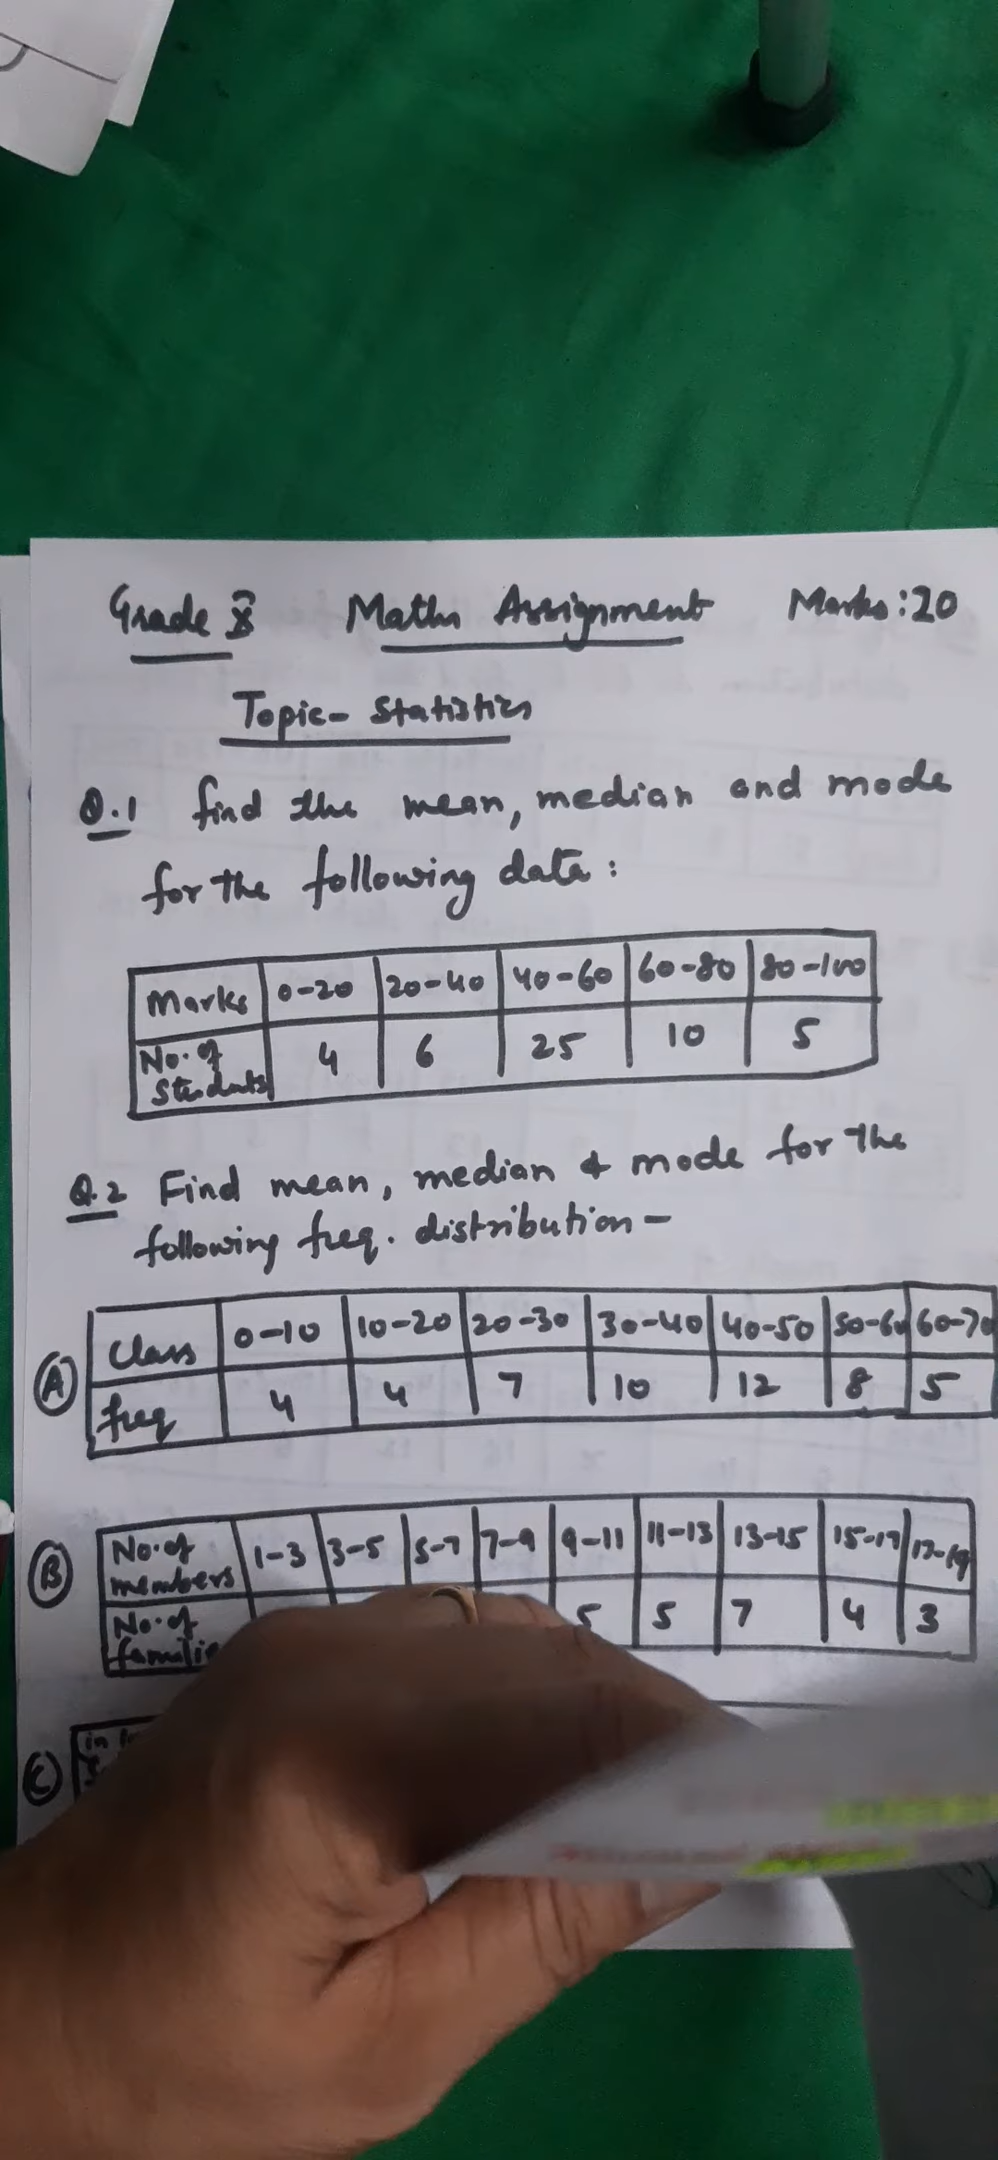 Grade X Maths Assignment Marks:20
Topic- Statistics
Q.1 find the mean, median and mode
for the following data:
Marks 0-20 20-40 40-60 60-80 80-100
No. of Students 4 6 25 10 5
Q.2 Find mean, median & mode for the
following freq. distribution-
(A) Class 0-10 10-20 20-30 30-40 40-50 50-60 60-70
freq 4 4 7 10 12 8 5
(B) No. of members 1-3 3-5 5-7 7-9 9-11 11-13 13-15 15-17 17-19
No. of 5 5 7 4 3
(C) in